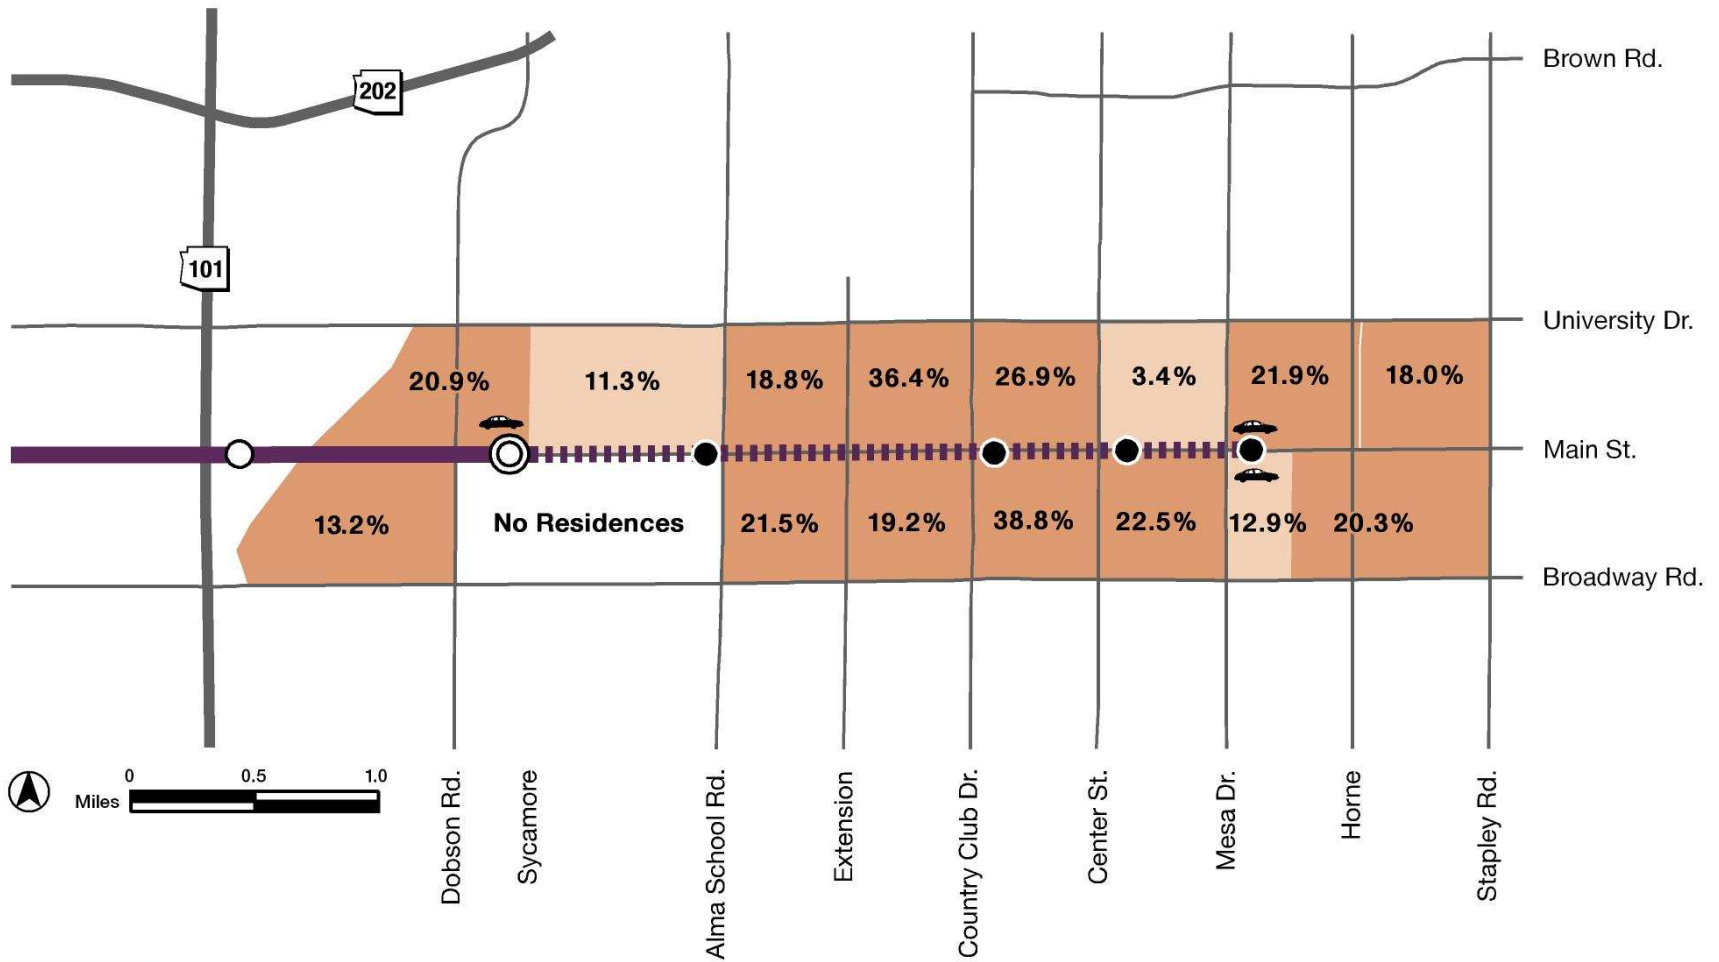 Brown Rd.
202
101
University Dr.
20.9%
11.3%
18.8%
36.4%
26.9%
3.4%
21.9%
18.0%
Main St.
13.2%
No Residences
21.5%
19.2%
38.8%
22.5%
12.9%
20.3%
Broadway Rd.
0
0.5
1.0
Miles
Dobson Rd.
Sycamore
Alma School Rd.
Extension
Country Club Dr.
Center St.
Mesa Dr.
Horne
Stapley Rd.